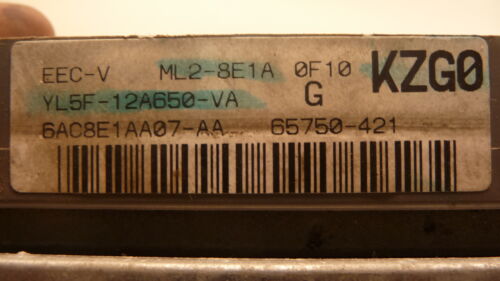 EEC-V ML2-8E1A 0F10 KZG0
YL5F-12A650-VA G
6AC8E1AA07-AA 65750-421